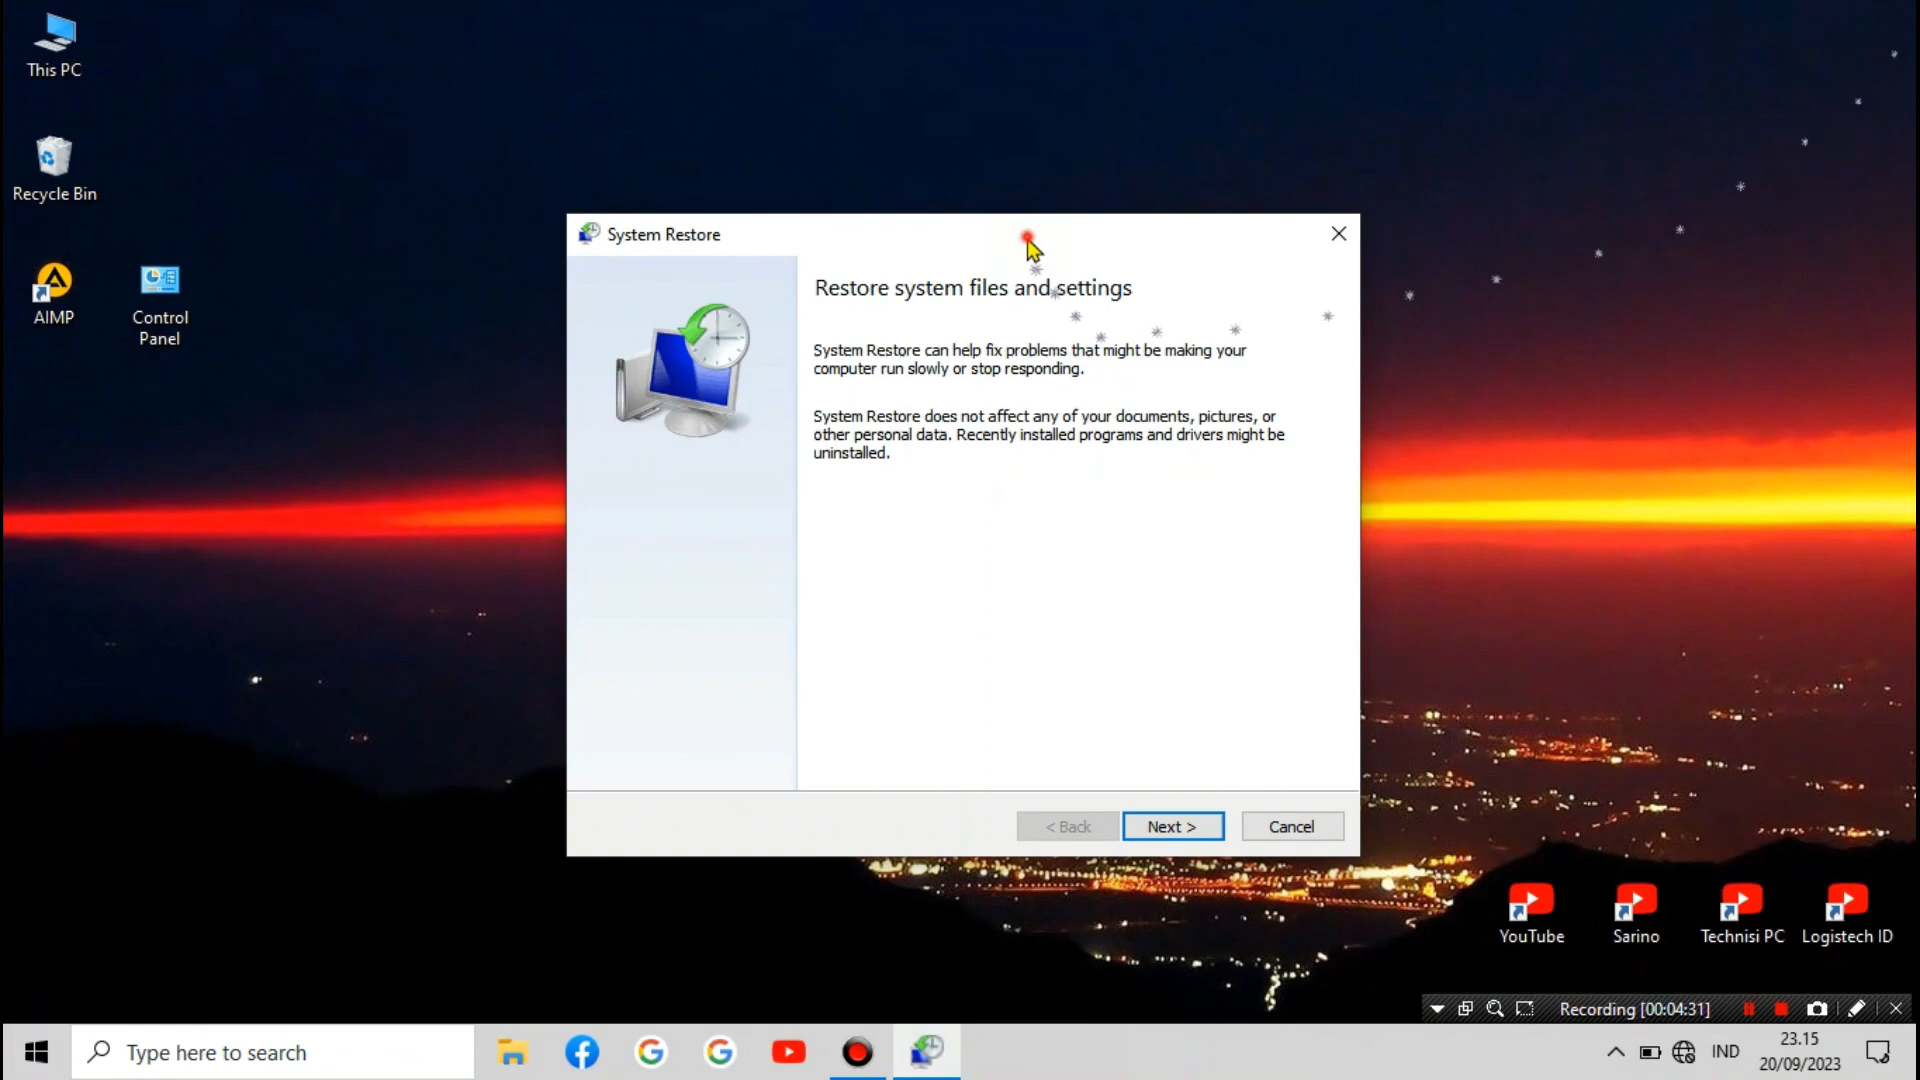 This PC
Recycle Bin
AIMP
Control
Panel
System Restore
Restore system files and settings
System Restore can help fix problems that might be making your
computer run slowly or stop responding.
System Restore does not affect any of your documents, pictures, or
other personal data. Recently installed programs and drivers might be
uninstalled.
< Back
Next >
Cancel
YouTube
Sarino
Technisi PC
Logistech ID
Recording [00:04:31]
Type here to search
IND
23.15
20/09/2023